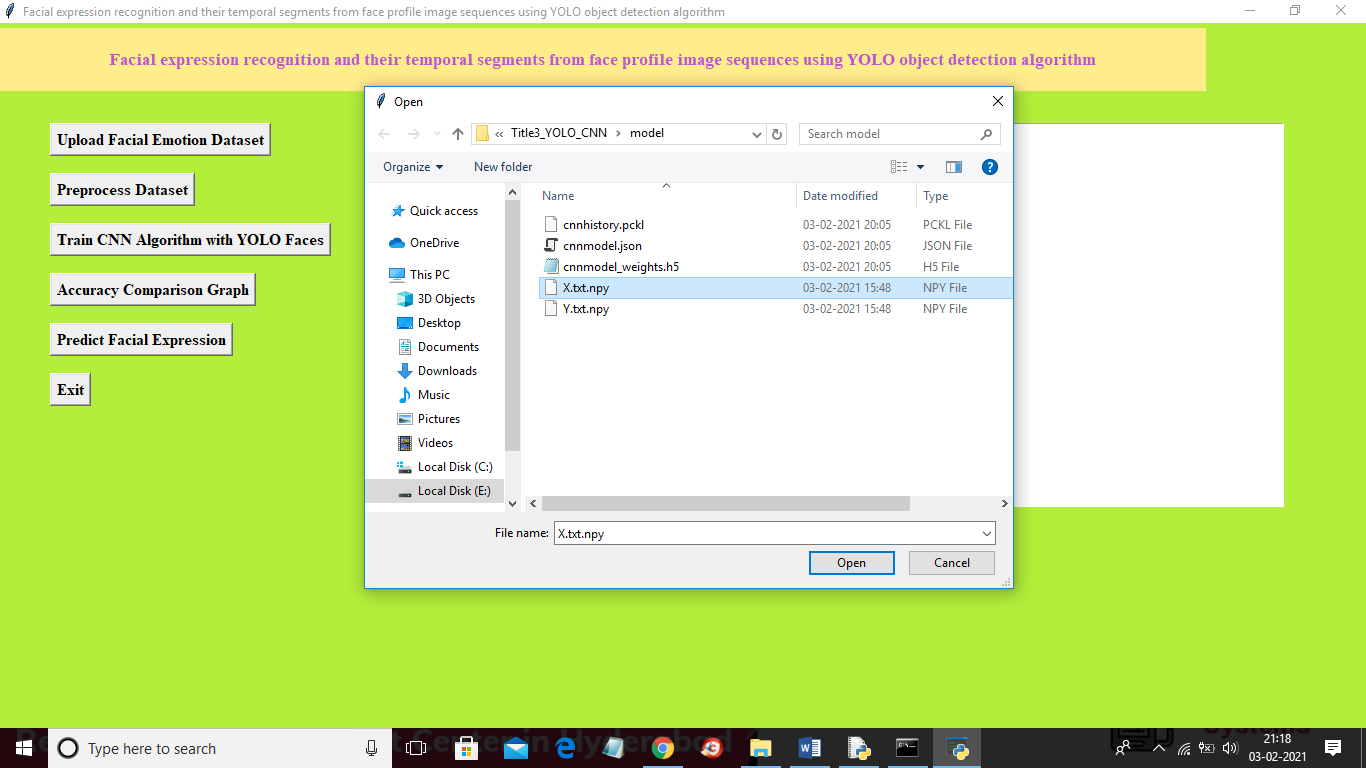 Facial expression recognition and their temporal segments from face profile image sequences using YOLO object detection algorithm
Facial expression recognition and their temporal segments from face profile image sequences using YOLO object detection algorithm
Upload Facial Emotion Dataset
Preprocess Dataset
Train CNN Algorithm with YOLO Faces
Accuracy Comparison Graph
Predict Facial Expression
Exit
Open
« Title3_YOLO_CNN › model
Search model
Organize
New folder
Quick access
OneDrive
This PC
3D Objects
Desktop
Documents
Downloads
Music
Pictures
Videos
Local Disk (C:)
Local Disk (E:)
Name Date modified Type
cnnhistory.pckl 03-02-2021 20:05 PCKL File
cnnmodel.json 03-02-2021 20:05 JSON File
cnnmodel_weights.h5 03-02-2021 20:05 H5 File
X.txt.npy 03-02-2021 15:48 NPY File
Y.txt.npy 03-02-2021 15:48 NPY File
File name: X.txt.npy
Open
Cancel
Type here to search
21:18
03-02-2021